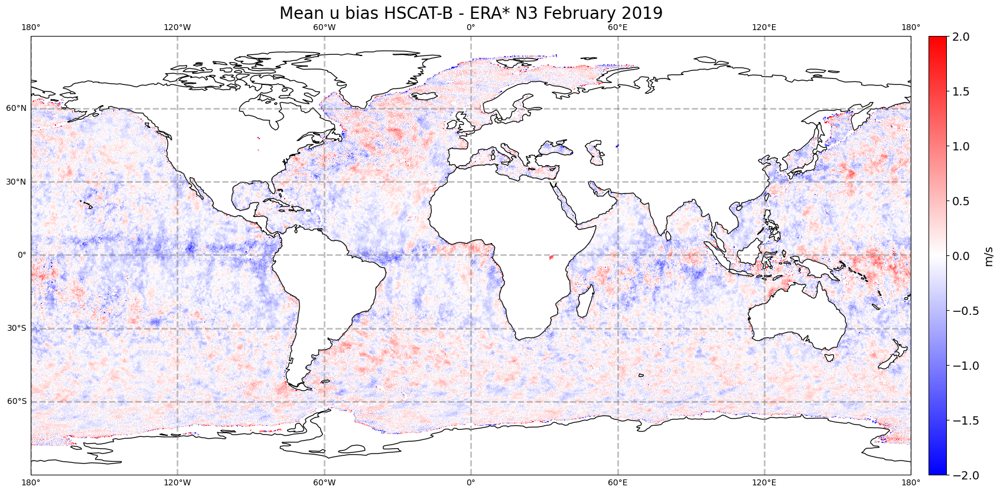 Mean u bias HSCAT-B - ERA* N3 February 2019
180° 120°W 60°W 0° 60°E 120°E 180°
60°N
30°N
0°
30°S
60°S
180° 120°W 60°W 0° 60°E 120°E 180°
2.0
1.5
1.0
0.5
0.0
−0.5
−1.0
−1.5
−2.0
m/s